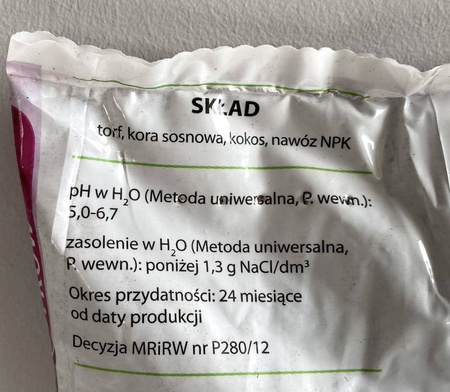 SKŁAD
torf, kora sosnowa, kokos, nawóz NPK
pH w H₂O (Metoda uniwersalna, P. wewn.):
5,0-6,7
zasolenie w H₂O (Metoda uniwersalna,
P. wewn.): poniżej 1,3 g NaCl/dm³
Okres przydatności: 24 miesiące
od daty produkcji
Decyzja MRiRW nr P280/12